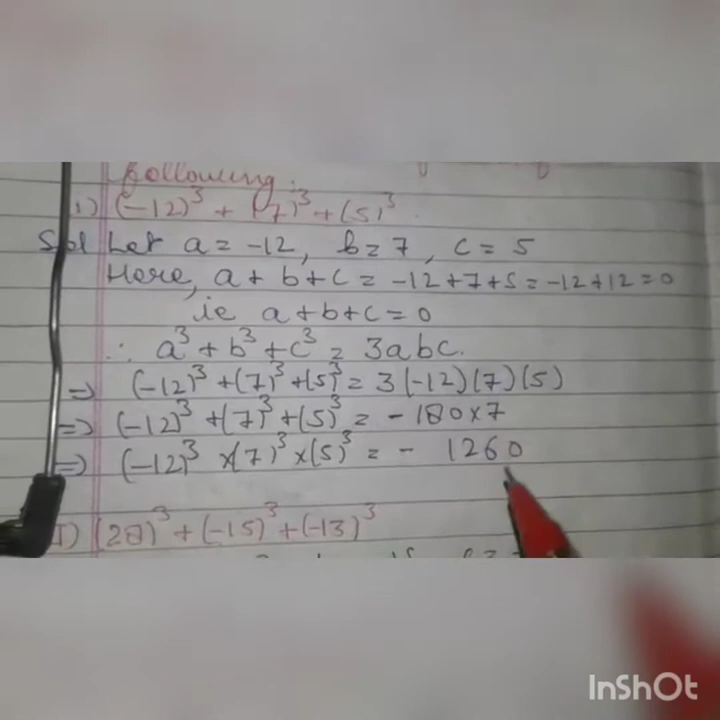 following:
i) (-12)³ + (7)³ + (5)³.
Sol Let a = -12, b = 7, c = 5
Here, a + b + c = -12+7+5 = -12+12 = 0
ie a + b + c = 0
∴ a³ + b³ + c³ = 3abc.
⇒ (-12)³ + (7)³ + (5)³ = 3(-12)(7)(5)
⇒ (-12)³ + (7)³ + (5)³ = - 180×7
⇒ (-12)³ ×(7)³ ×(5)³ = - 1260
II) (28)³ + (-15)³ + (-13)³
InShOt